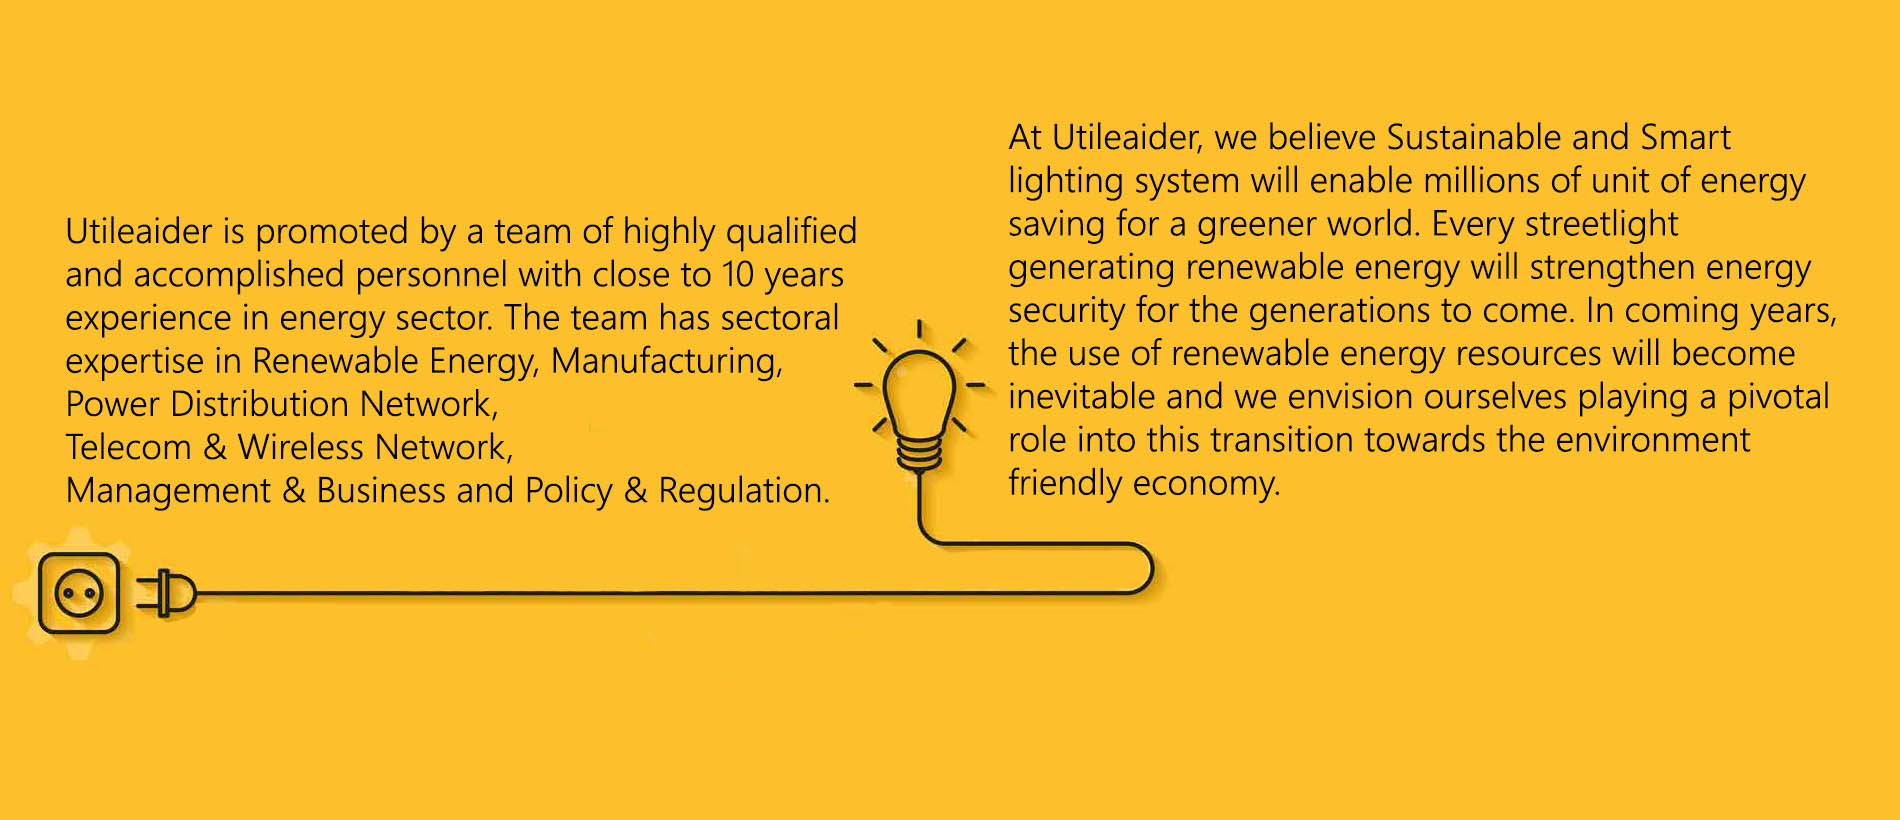 Utileaider is promoted by a team of highly qualified
and accomplished personnel with close to 10 years
experience in energy sector. The team has sectoral
expertise in Renewable Energy, Manufacturing,
Power Distribution Network,
Telecom & Wireless Network,
Management & Business and Policy & Regulation.
At Utileaider, we believe Sustainable and Smart
lighting system will enable millions of unit of energy
saving for a greener world. Every streetlight
generating renewable energy will strengthen energy
security for the generations to come. In coming years,
the use of renewable energy resources will become
inevitable and we envision ourselves playing a pivotal
role into this transition towards the environment
friendly economy.